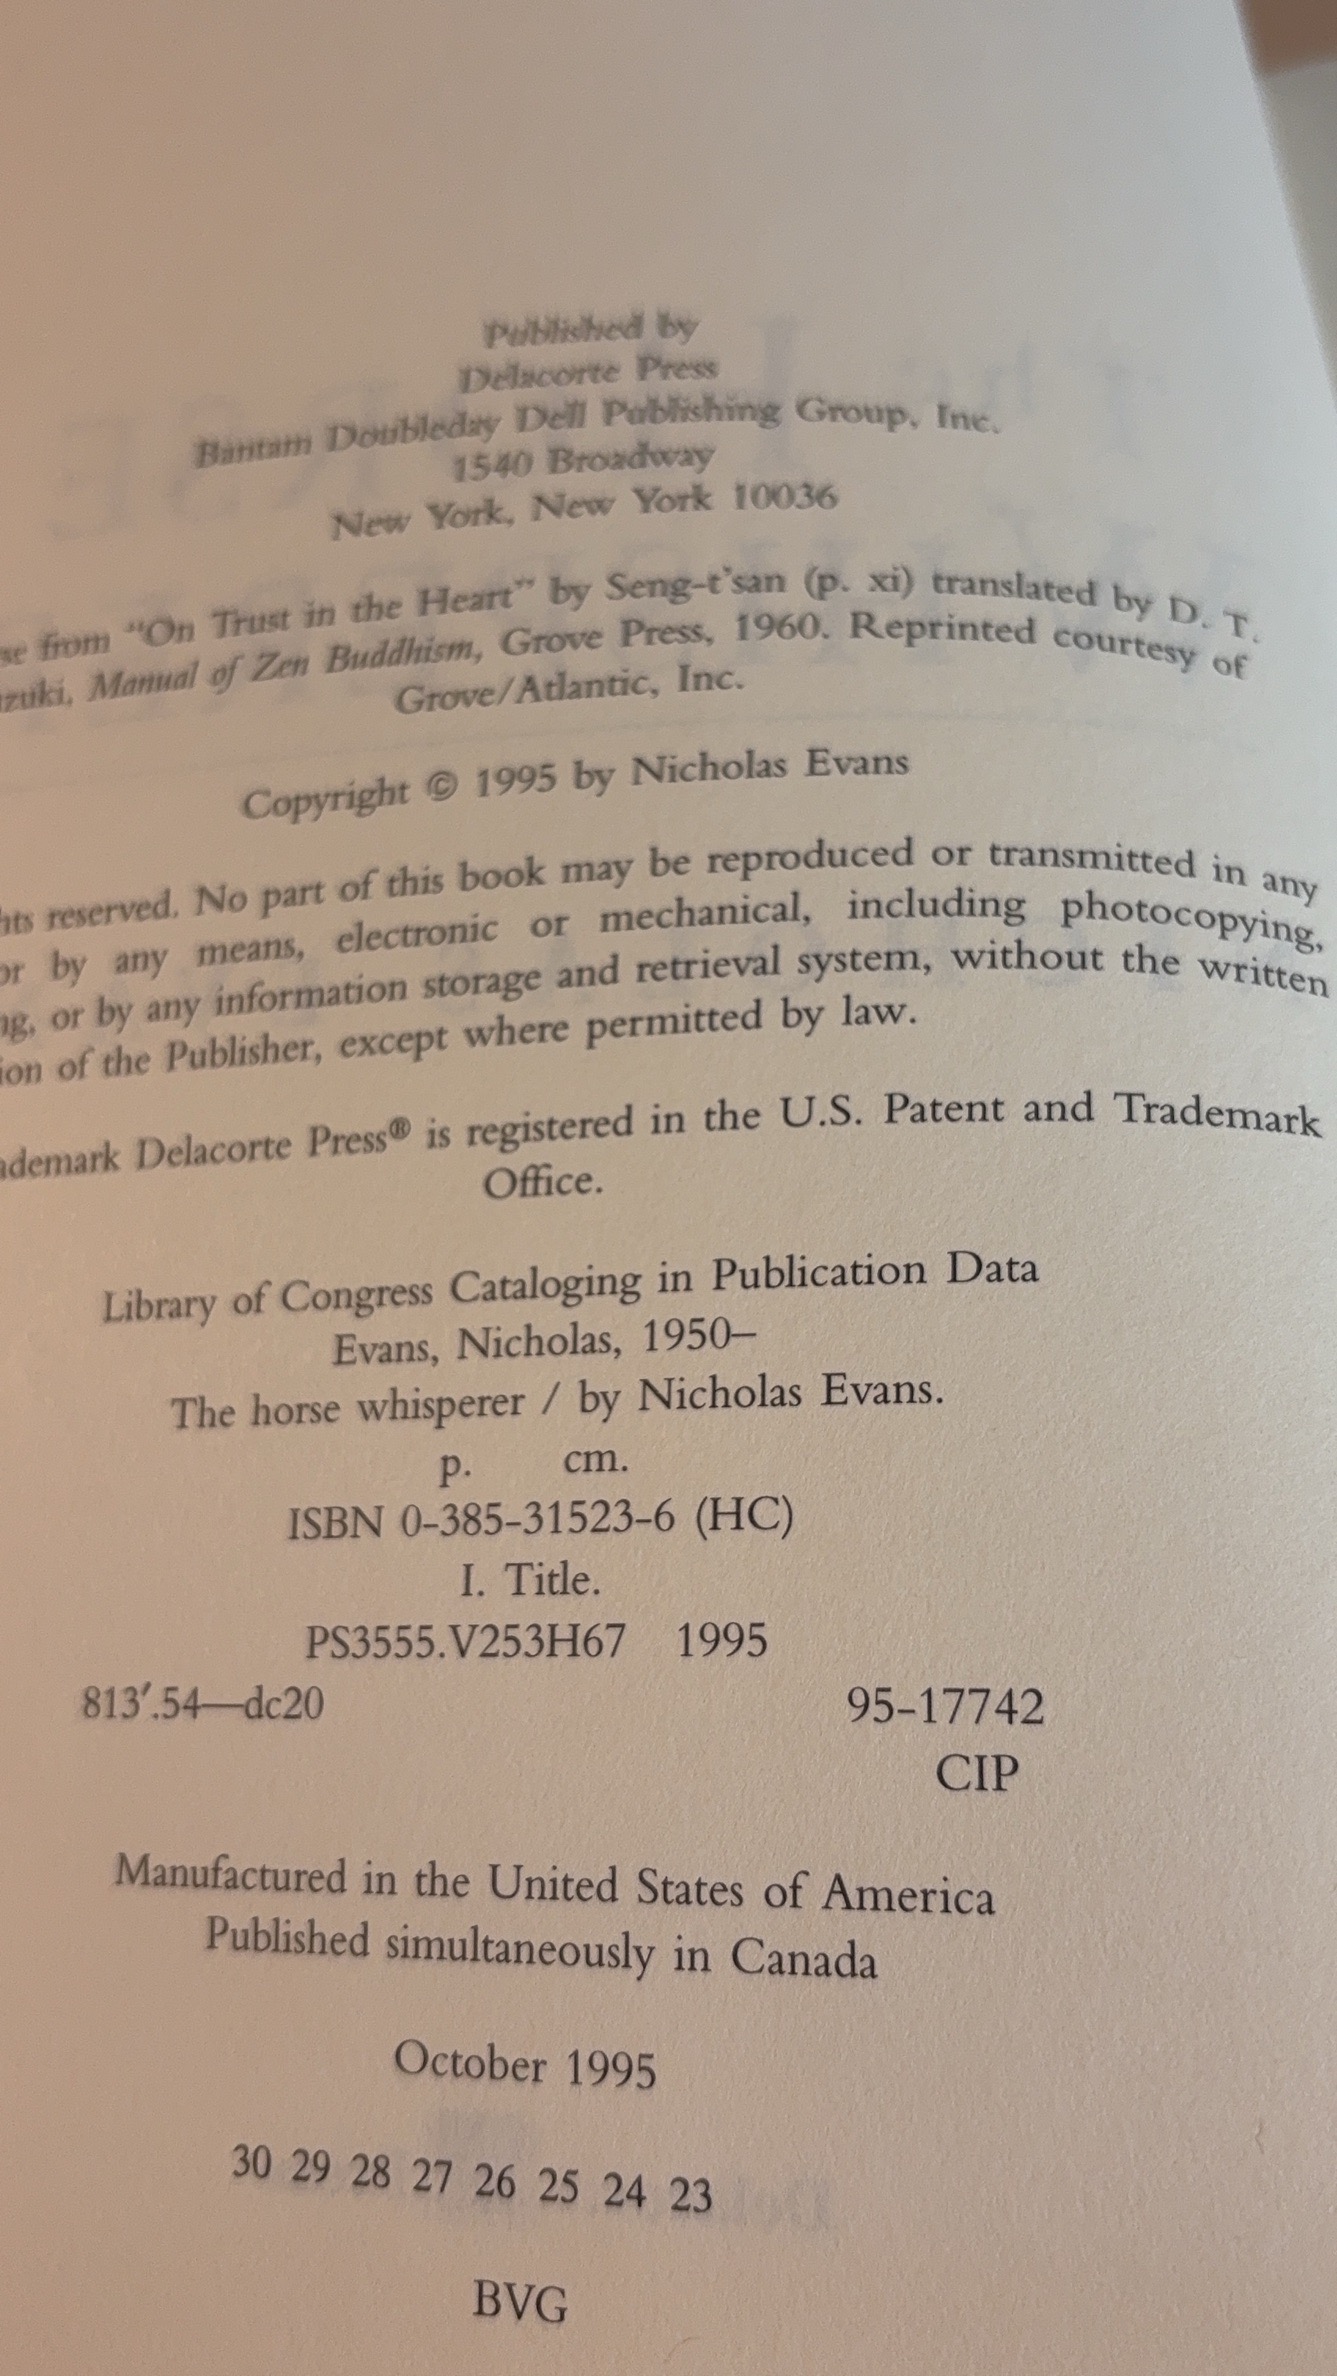 Published by
Delacorte Press
Bantam Doubleday Dell Publishing Group, Inc.
1540 Broadway
New York, New York 10036
se from “On Trust in the Heart” by Seng-t’san (p. xi) translated by D. T.
zuki, Manual of Zen Buddhism, Grove Press, 1960. Reprinted courtesy of
Grove/Atlantic, Inc.
Copyright © 1995 by Nicholas Evans
hts reserved. No part of this book may be reproduced or transmitted in any
or by any means, electronic or mechanical, including photocopying,
ng, or by any information storage and retrieval system, without the written
ion of the Publisher, except where permitted by law.
ademark Delacorte Press® is registered in the U.S. Patent and Trademark
Office.
Library of Congress Cataloging in Publication Data
Evans, Nicholas, 1950–
The horse whisperer / by Nicholas Evans.
p. cm.
ISBN 0-385-31523-6 (HC)
I. Title.
PS3555.V253H67 1995
813′.54—dc20 95-17742
CIP
Manufactured in the United States of America
Published simultaneously in Canada
October 1995
30 29 28 27 26 25 24 23
BVG